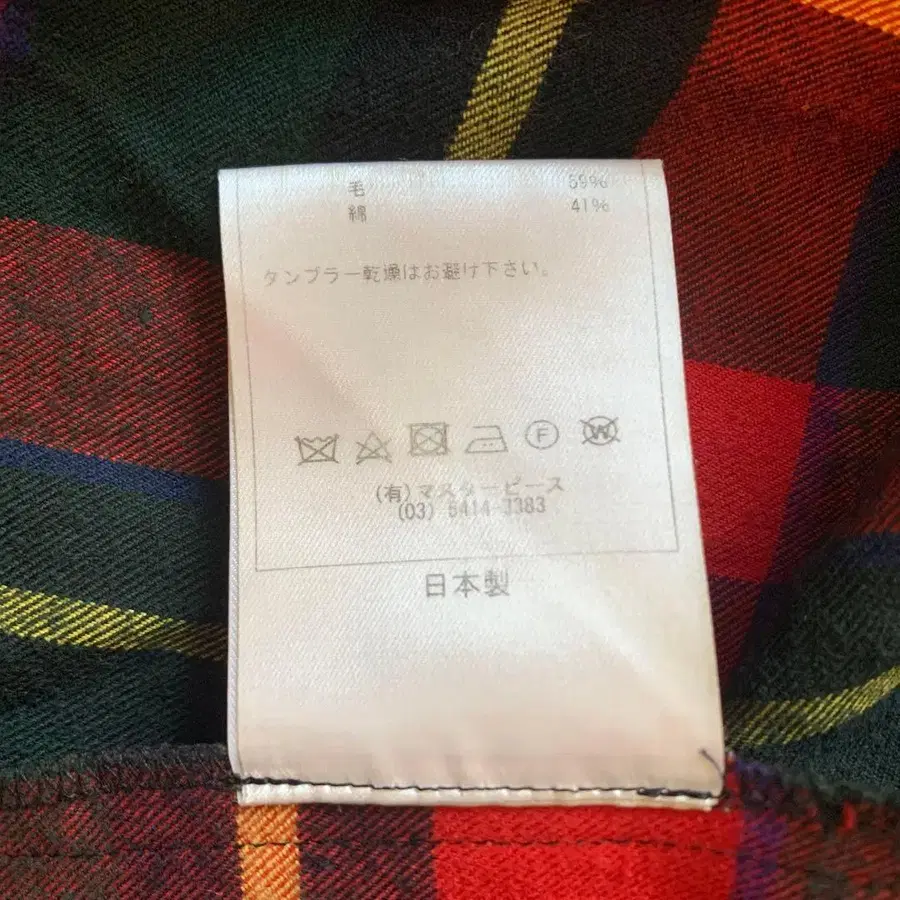 毛 59%
綿 41%
タンブラー乾燥はお避け下さい。
F W
(有)マスターピース
(03) 6414-3383
日本製